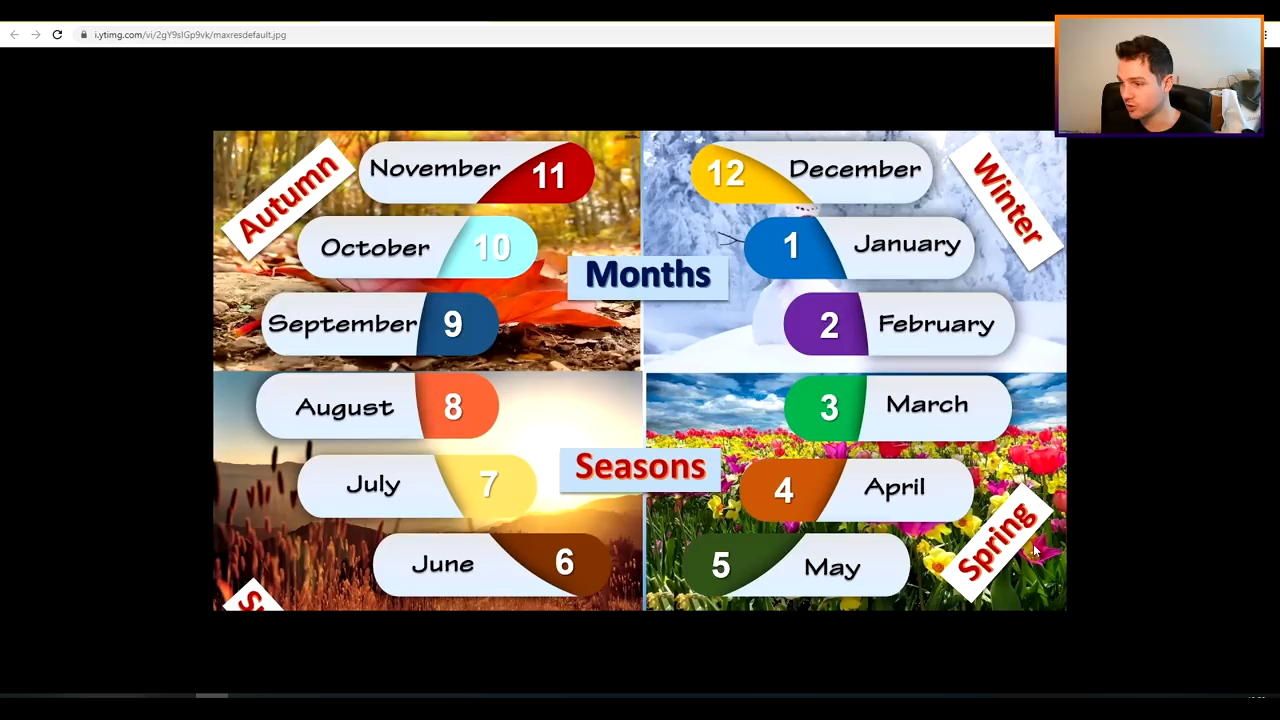 i.ytimg.com/vi/2gY9sIGp9vk/maxresdefault.jpg
Autumn
November 11
October 10
September 9
12 December
1 January
2 February
Winter
Months
August 8
July 7
June 6
Seasons
3 March
4 April
5 May
Spring